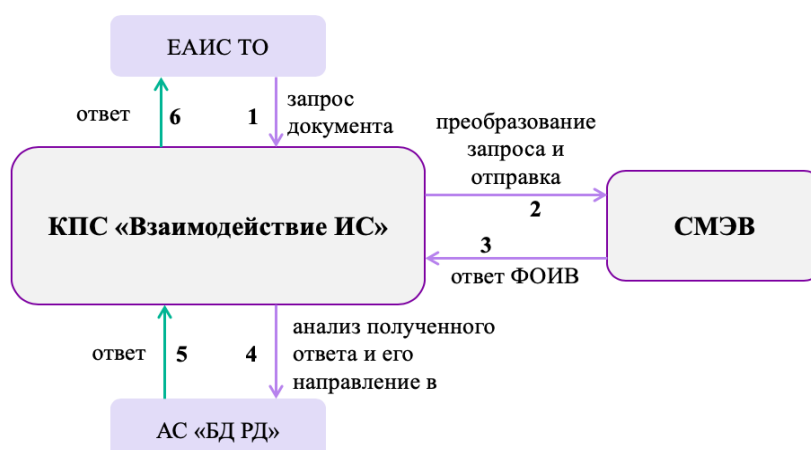 ЕАИС ТО
ответ
6
1
запрос
документа
преобразование
запроса и
отправка
2
КПС «Взаимодействие ИС»
СМЭВ
3
ответ ФОИВ
ответ
5
4
анализ полученного
ответа и его
направление в
АС «БД РД»